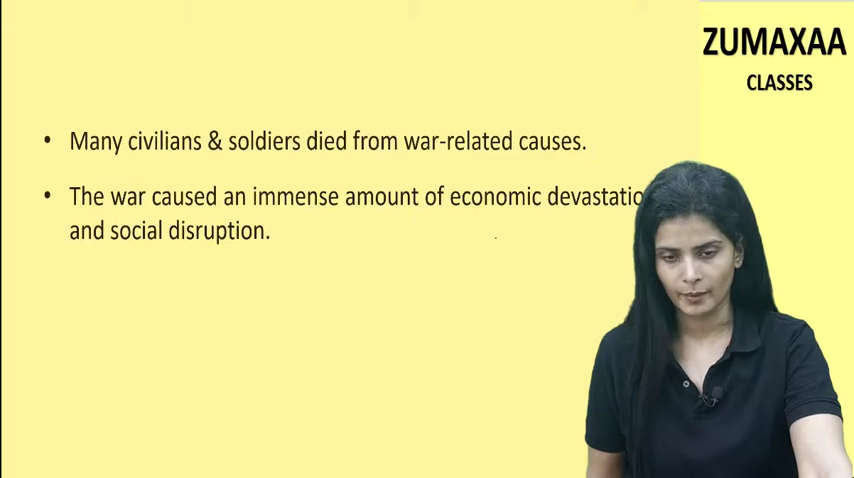 ZUMAXAA
CLASSES
• Many civilians & soldiers died from war-related causes.
• The war caused an immense amount of economic
and social disruption.